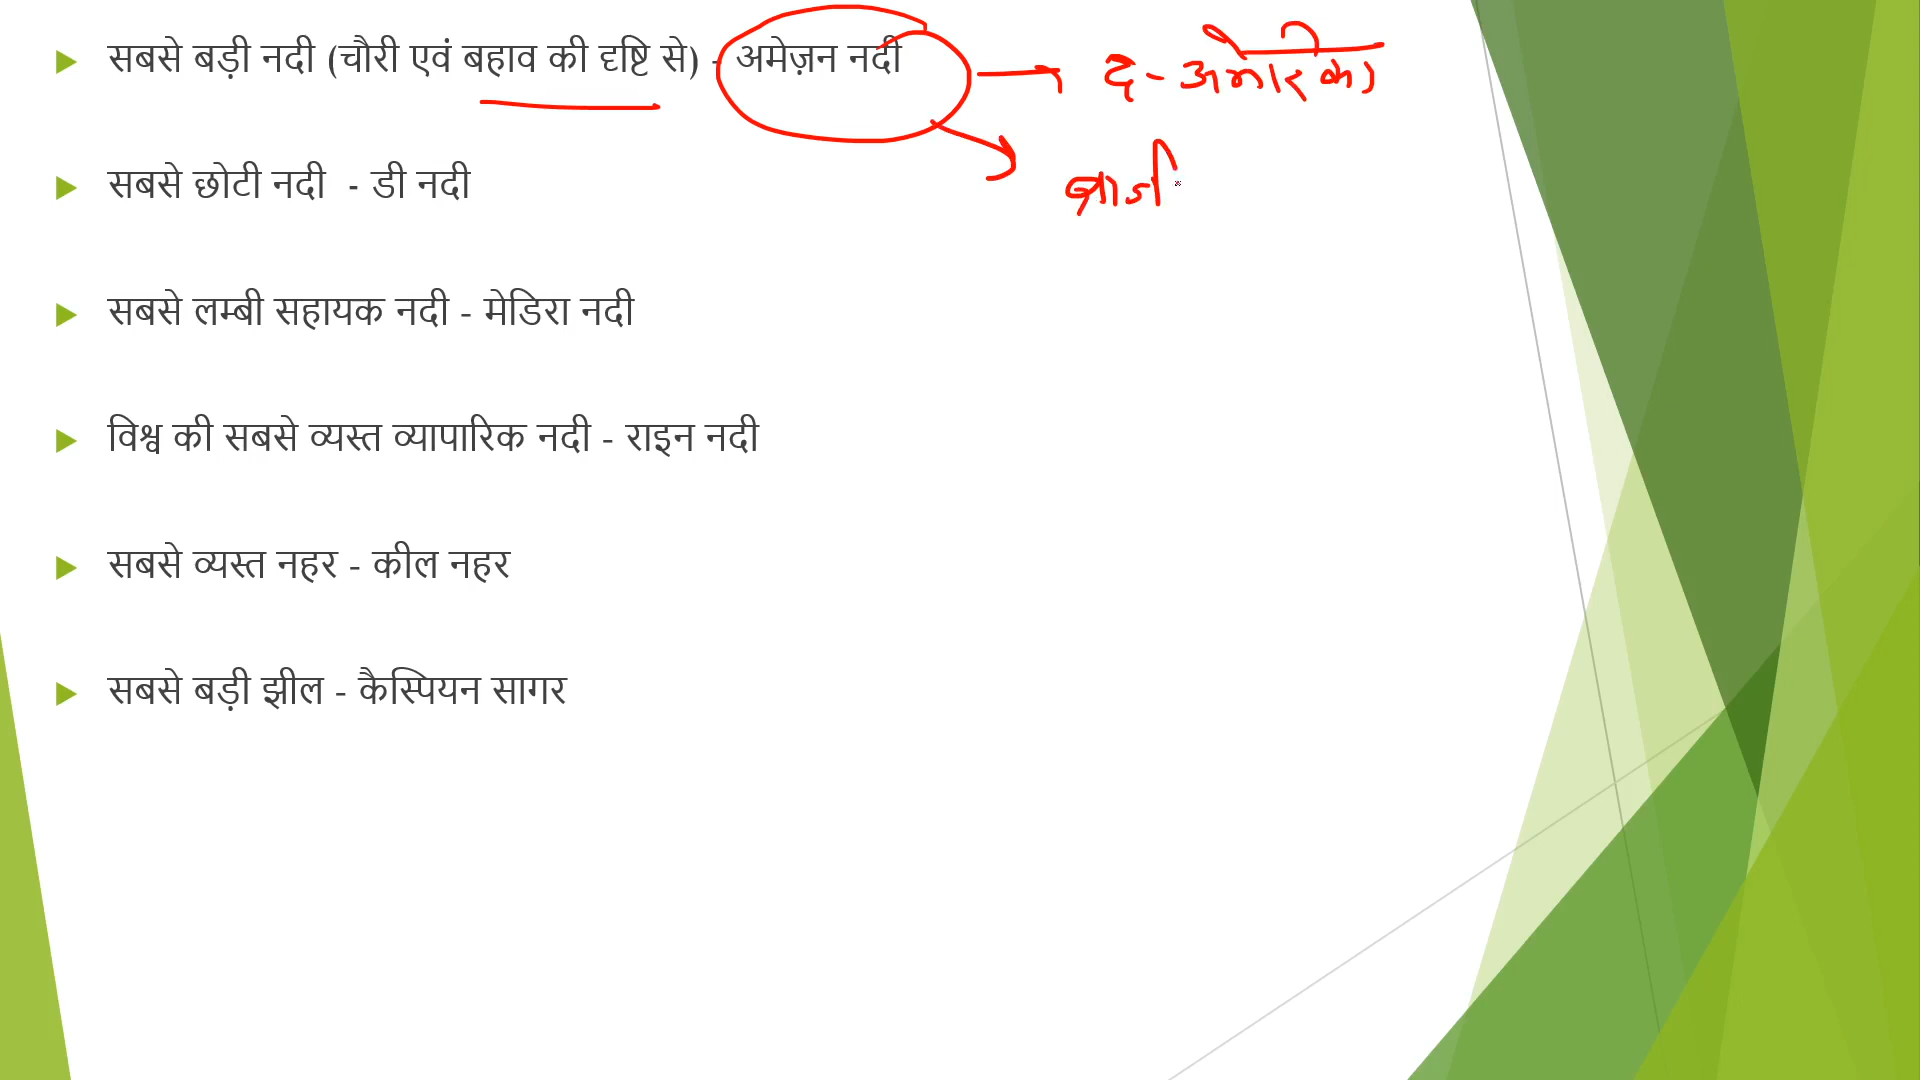 सबसे बड़ी नदी (चौरी एवं बहाव की दृष्टि से) - अमेज़न नदी
द - अमेरिका
सबसे छोटी नदी - डी नदी
सबसे लम्बी सहायक नदी - मेडिरा नदी
विश्व की सबसे व्यस्त व्यापारिक नदी - राइन नदी
सबसे व्यस्त नहर - कील नहर
सबसे बड़ी झील - कैस्पियन सागर